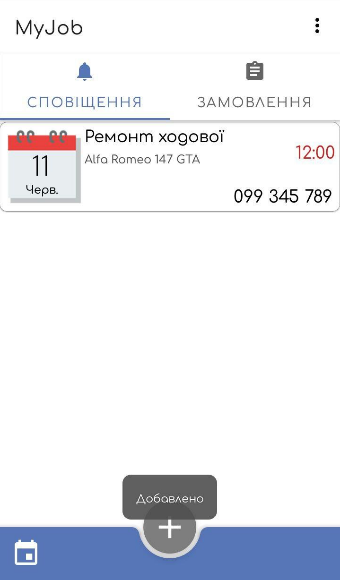 MyJob
СПОВІЩЕННЯ
ЗАМОВЛЕННЯ
Ремонт ходової
Alfa Romeo 147 GTA
12:00
11
Черв.
099 345 789
Добавлено